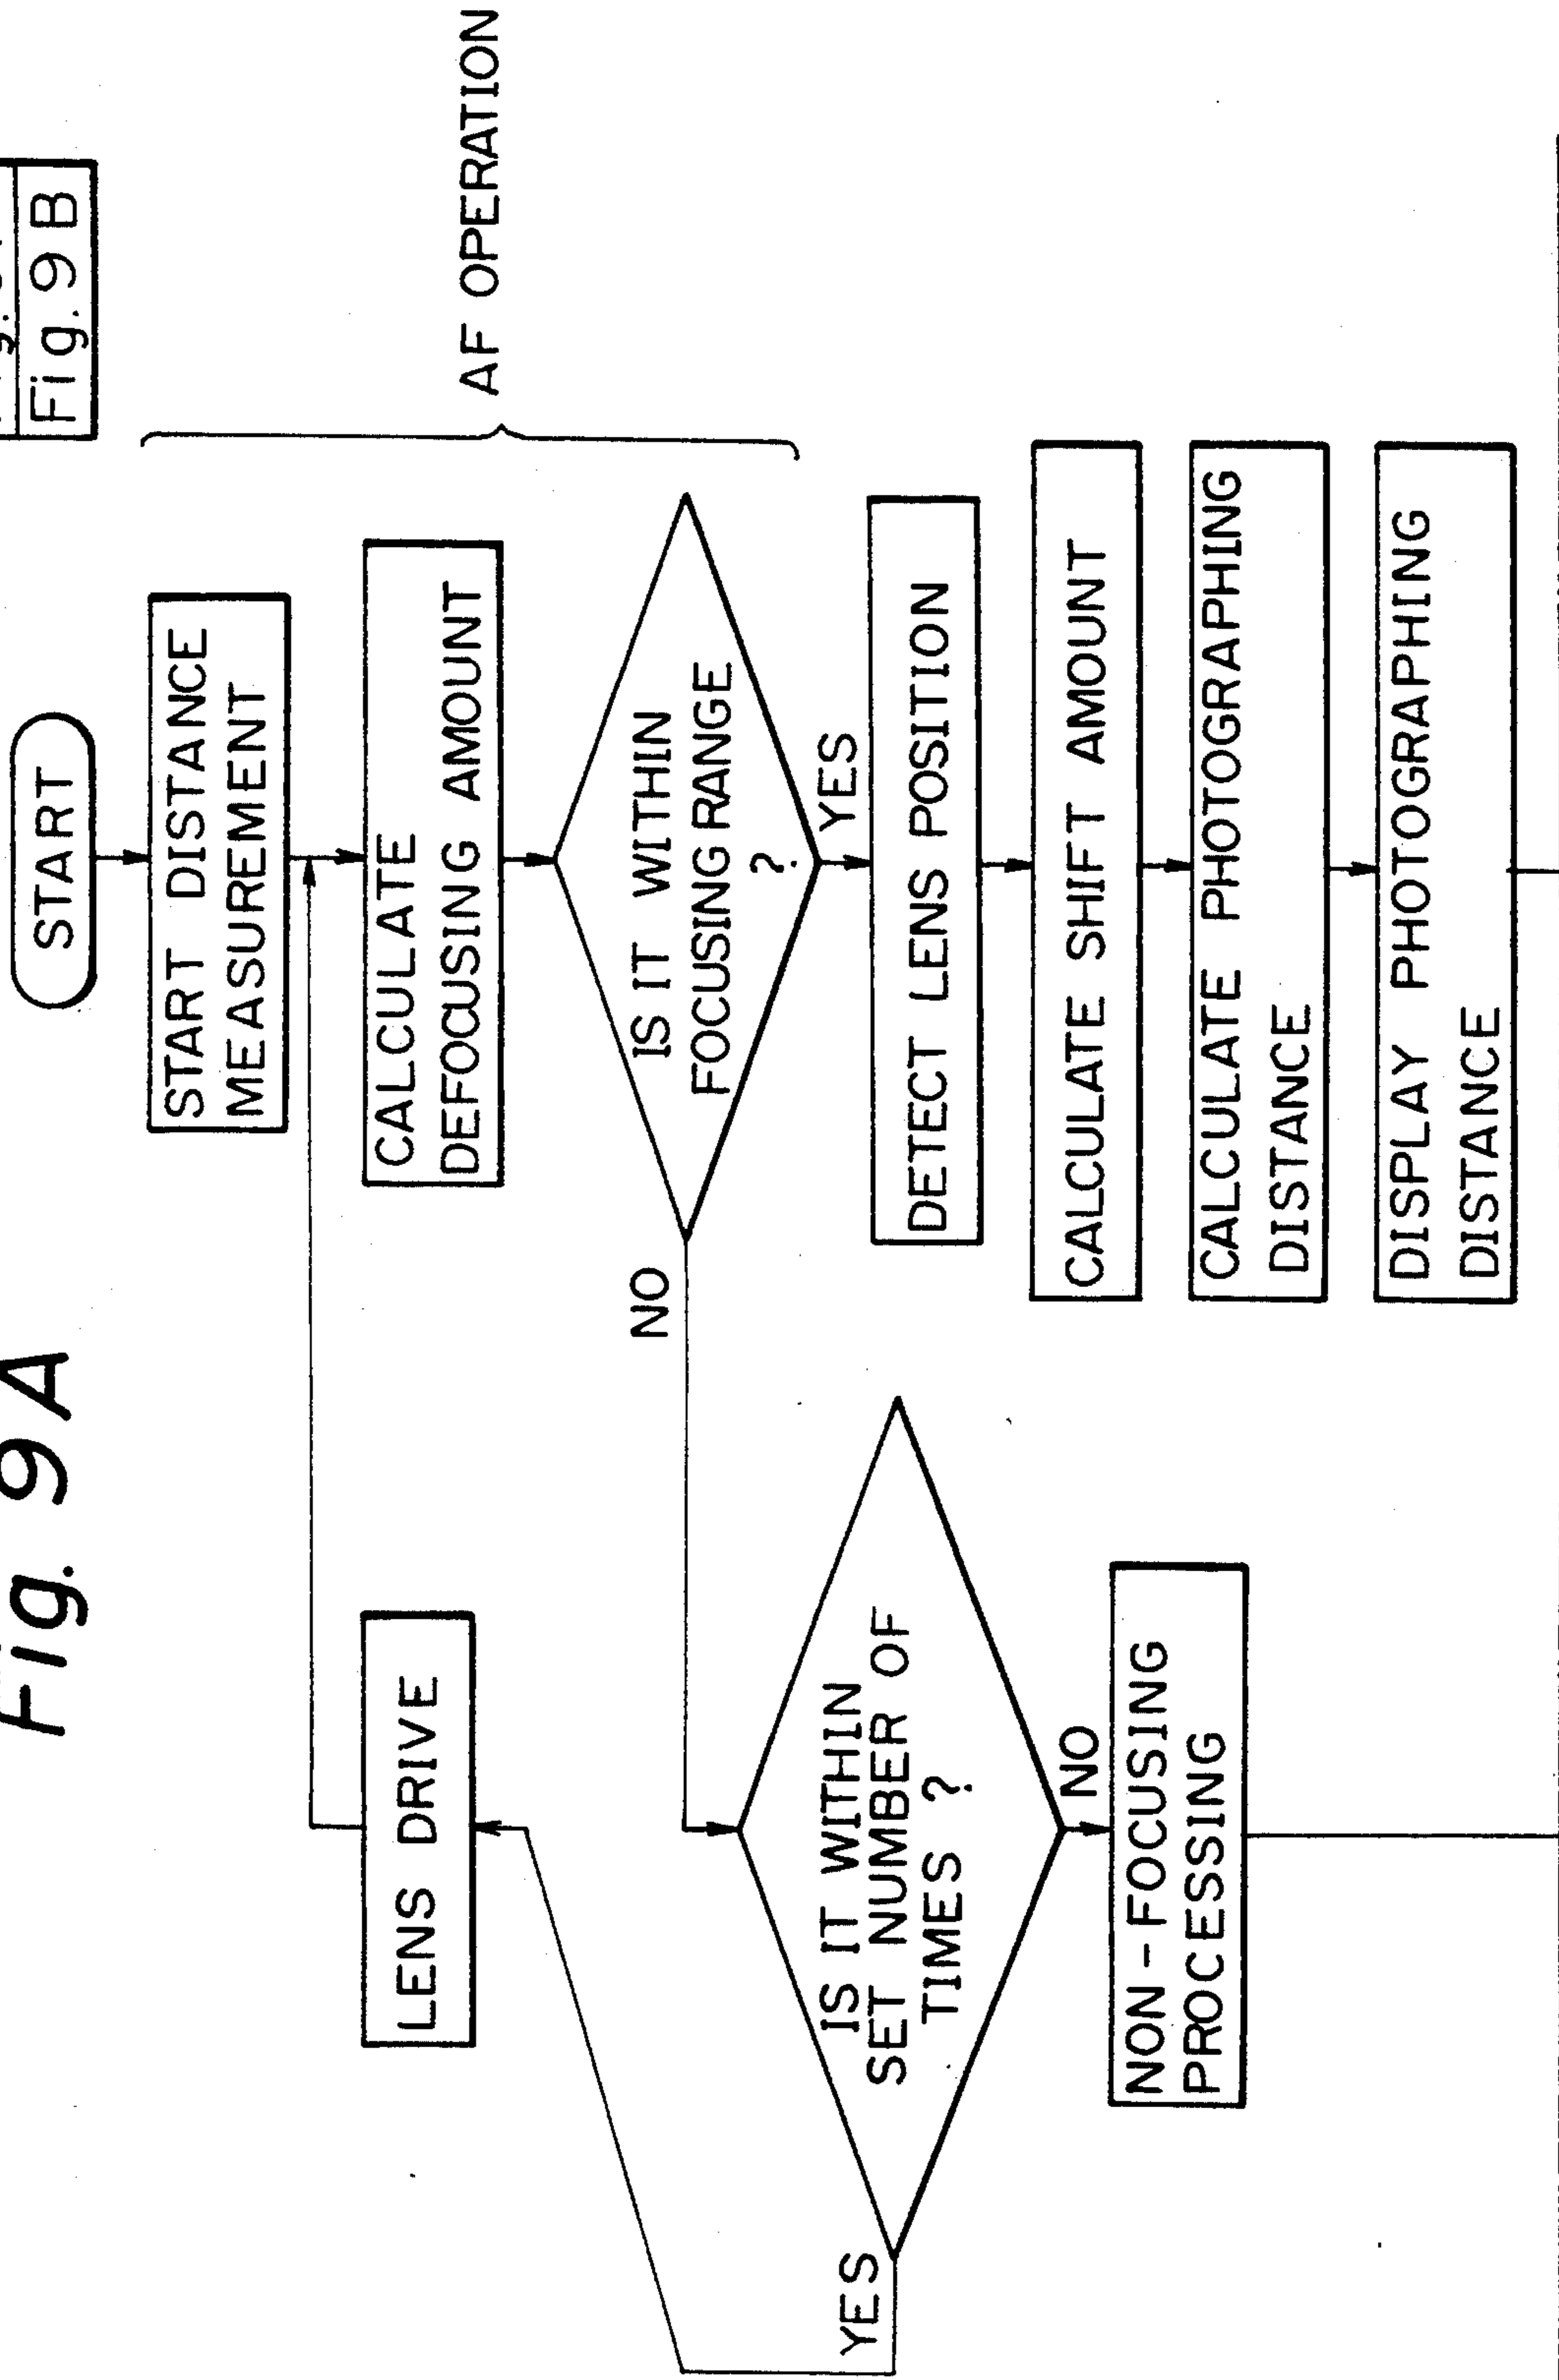 Fig. 9A
Fig. 9B
START
START DISTANCE
MEASUREMENT
CALCULATE
DEFOCUSING AMOUNT
AF OPERATION
IS IT WITHIN
FOCUSING RANGE
?
NO
YES
LENS DRIVE
IS IT WITHIN
SET NUMBER OF
TIMES ?
YES
NO
NON-FOCUSING
PROCESSING
DETECT LENS POSITION
CALCULATE SHIFT AMOUNT
CALCULATE PHOTOGRAPHING
DISTANCE
DISPLAY PHOTOGRAPHING
DISTANCE